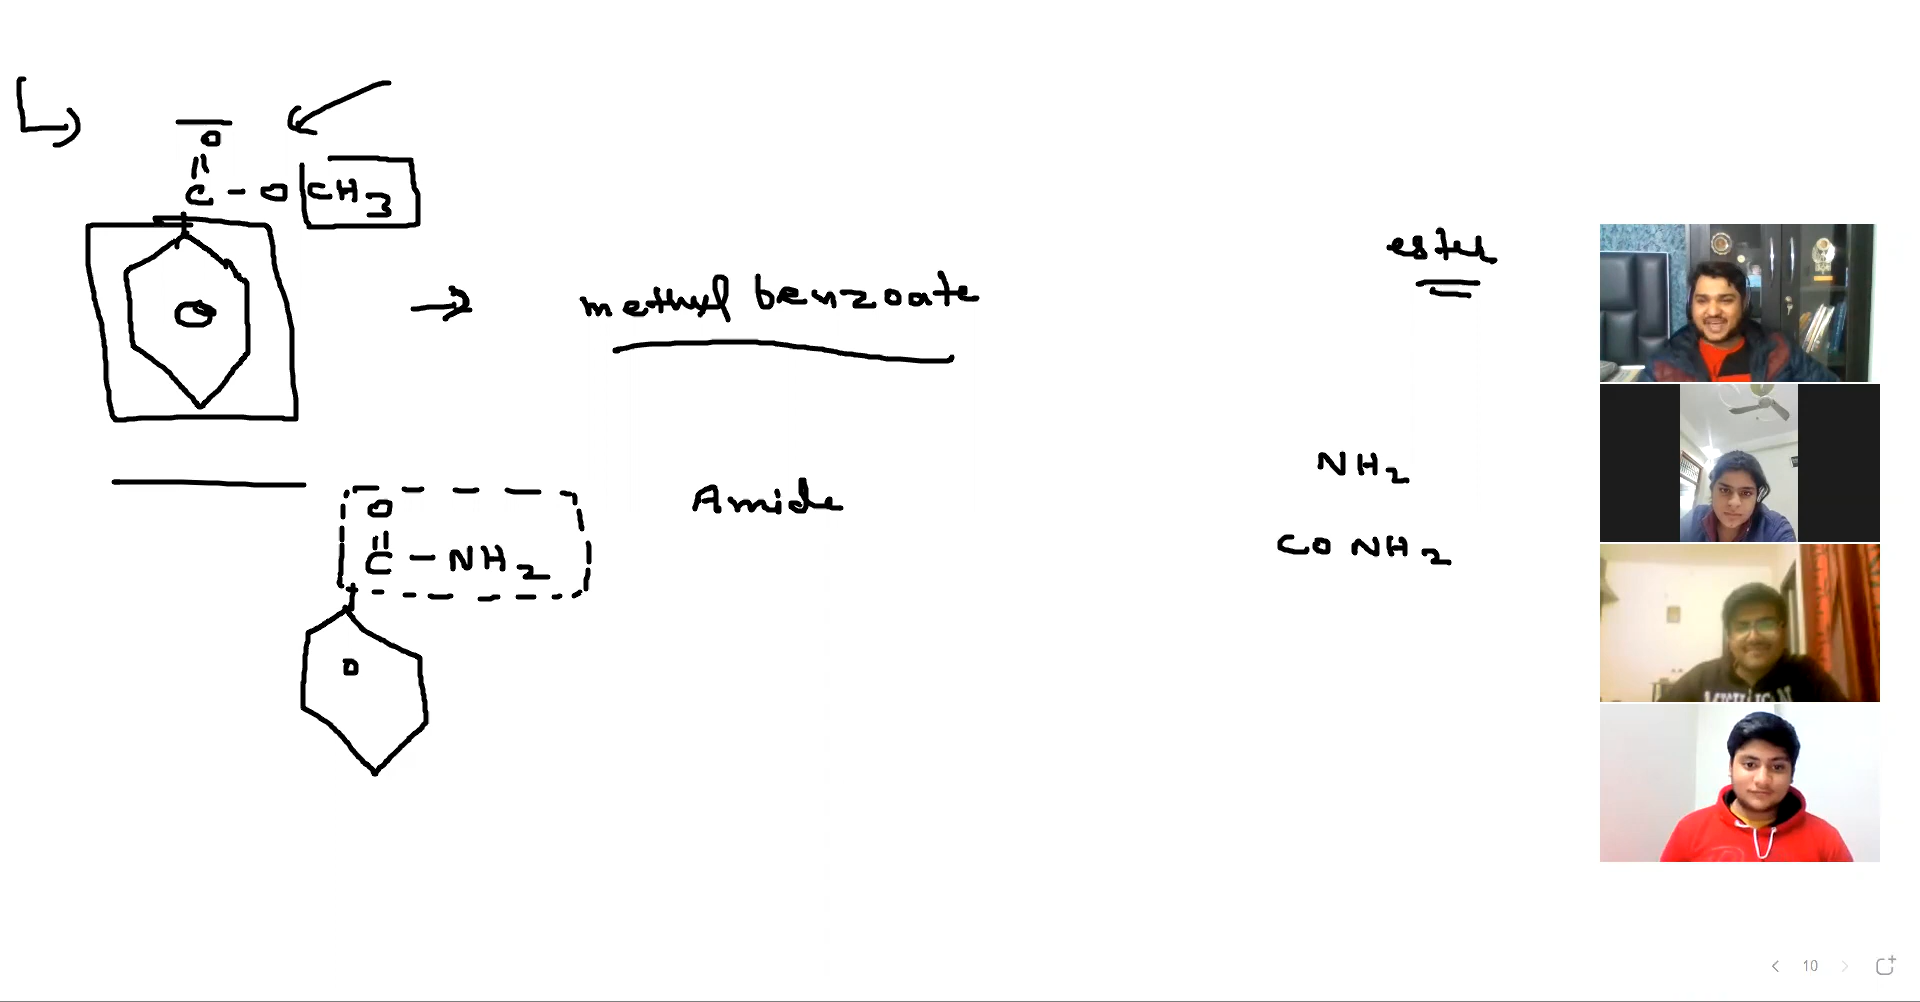 O
||
C - O CH3
methyl benzoate
ester
Amide
O
||
C - NH2
NH2
CO NH2
10